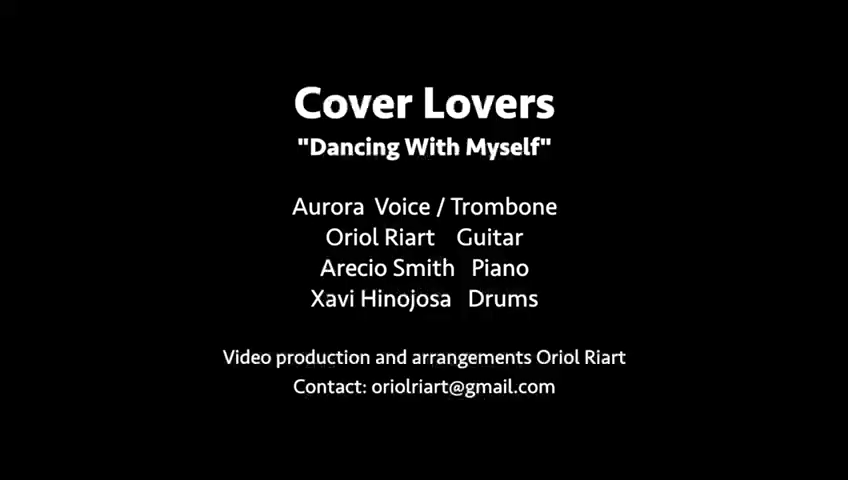 Cover Lovers
"Dancing With Myself"
Aurora Voice / Trombone
Oriol Riart Guitar
Arecio Smith Piano
Xavi Hinojosa Drums
Video production and arrangements Oriol Riart
Contact: oriolriart@gmail.com